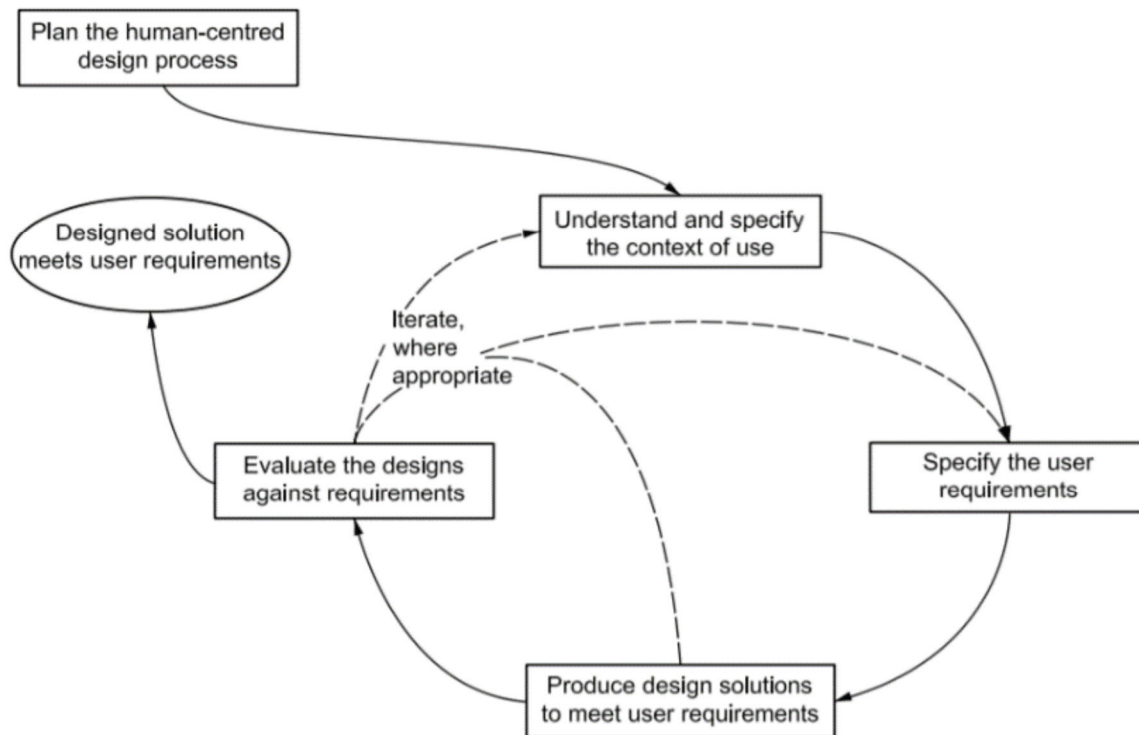 Plan the human-centred
design process
Understand and specify
the context of use
Designed solution
meets user requirements
Iterate,
where
appropriate
Evaluate the designs
against requirements
Specify the user
requirements
Produce design solutions
to meet user requirements